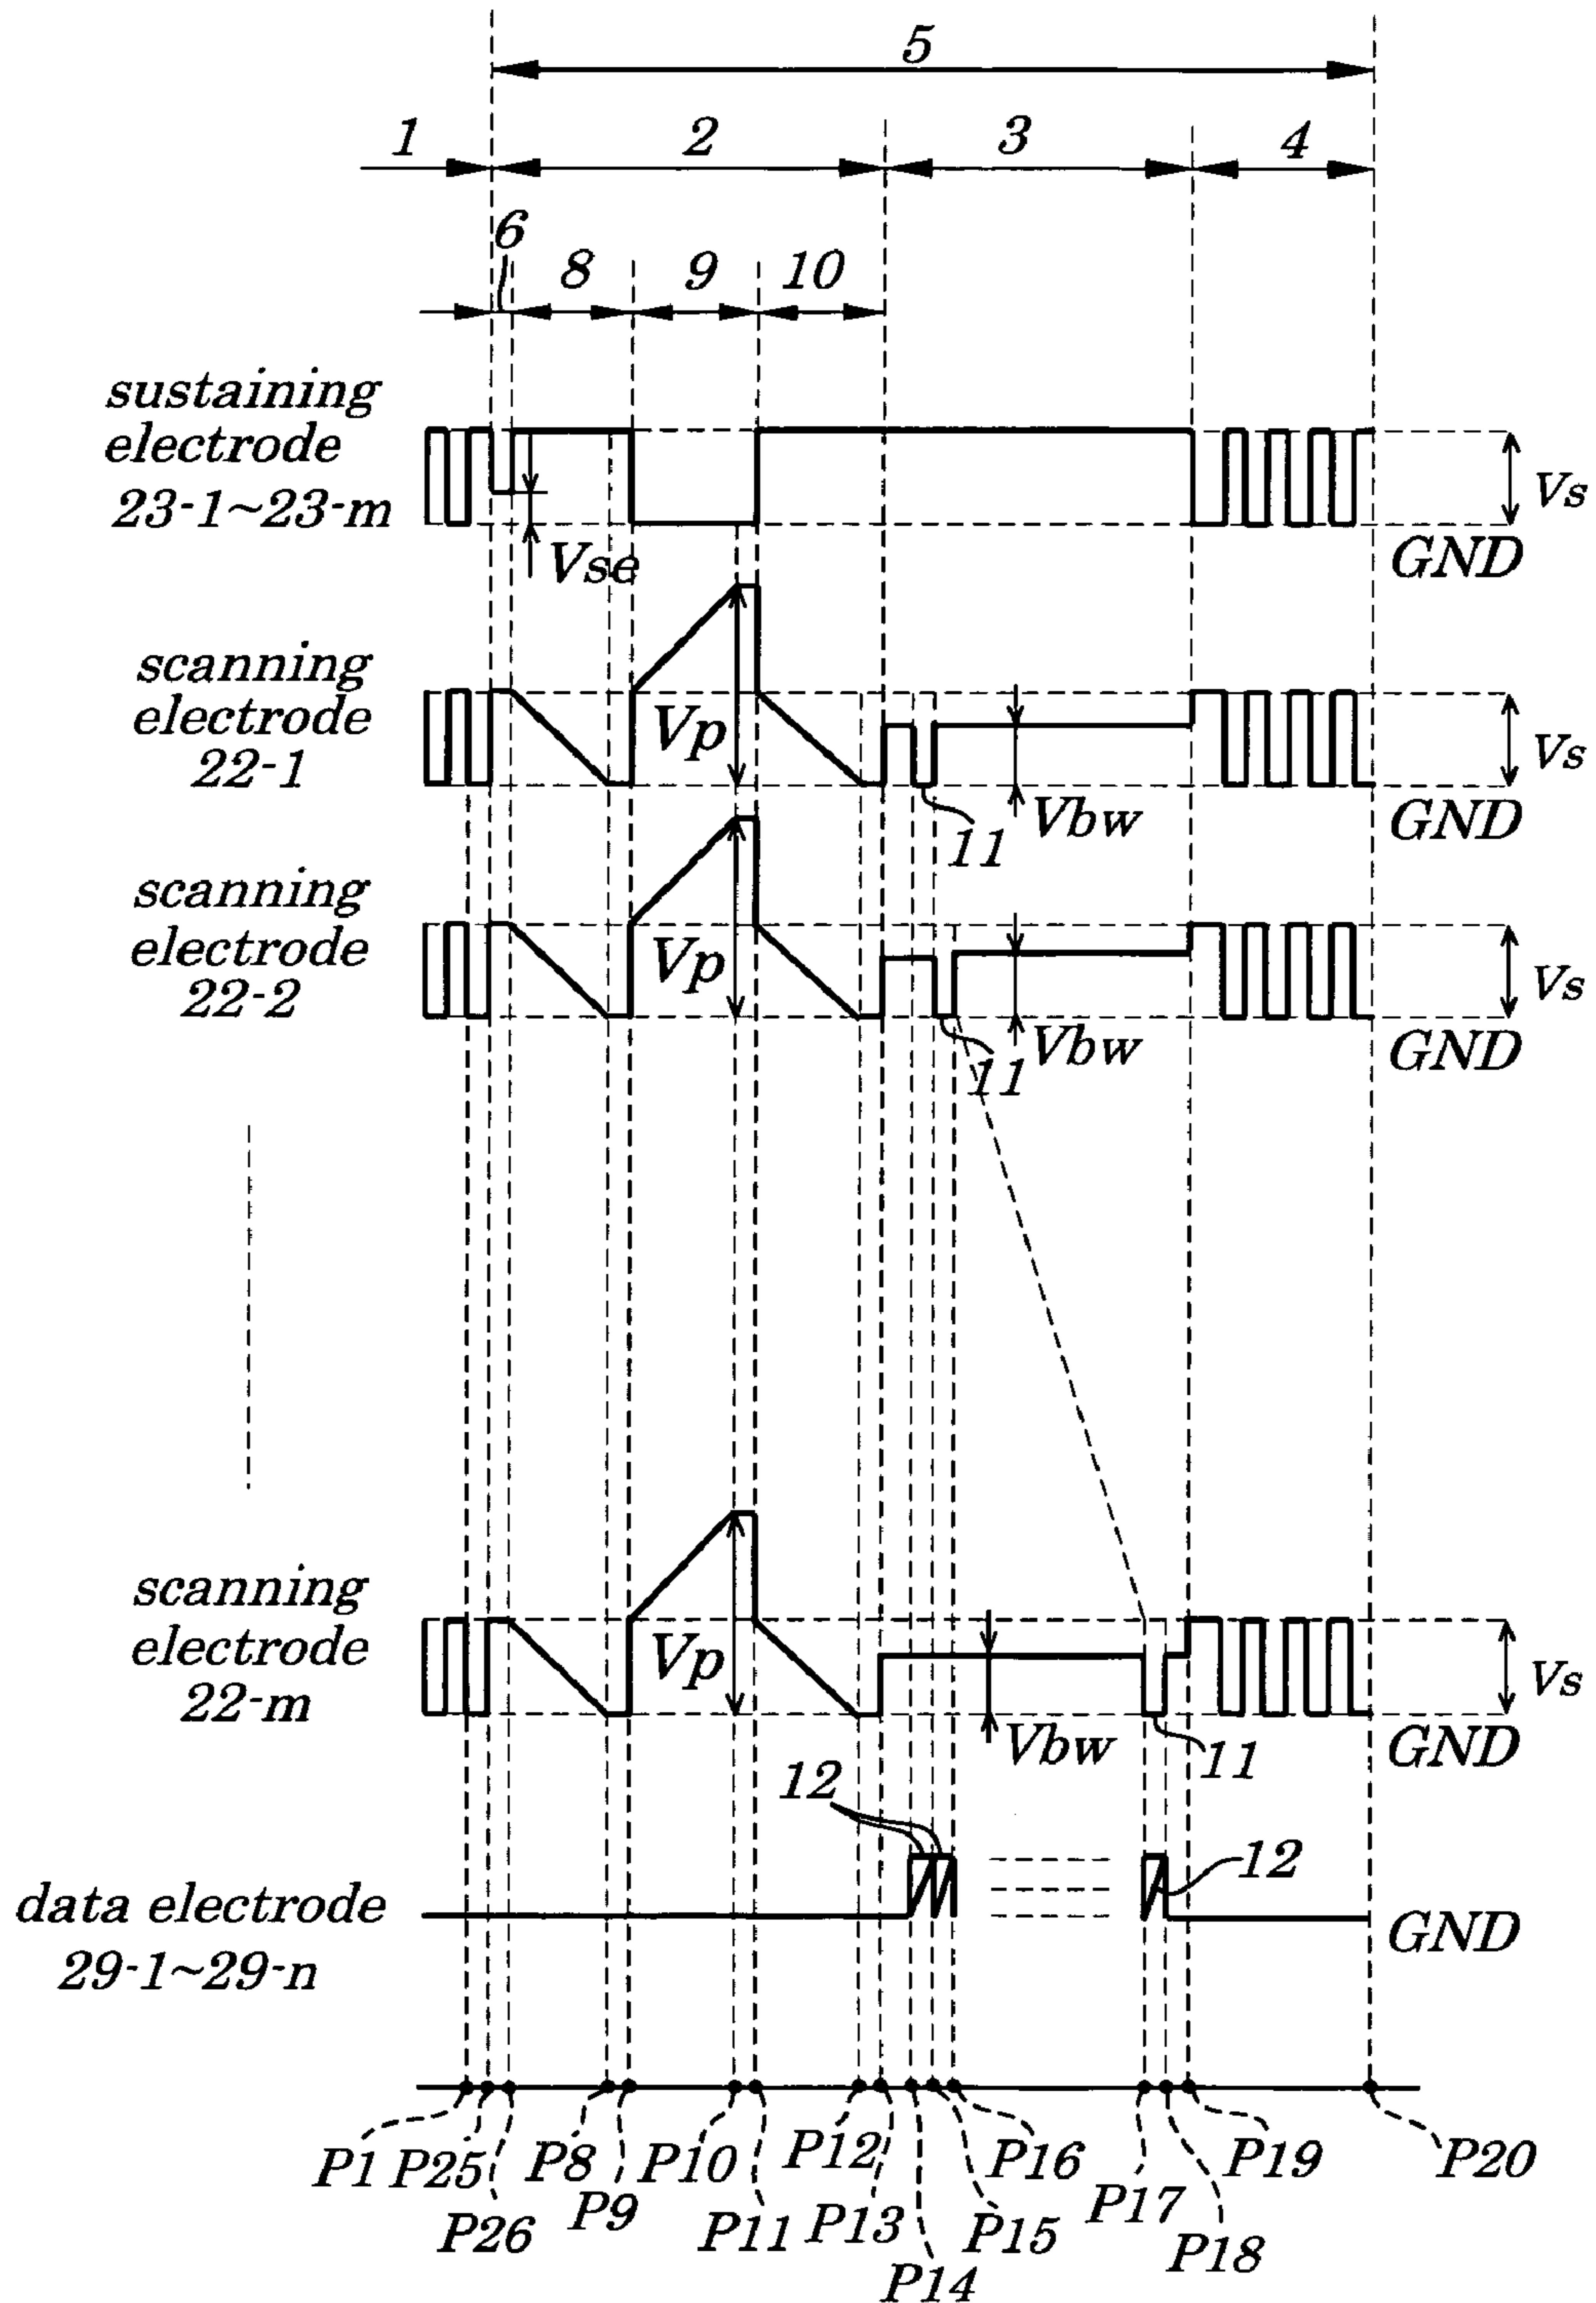 5
1 2 3 4
6 8 9 10
sustaining
electrode
23-1~23-m
Vs
GND
Vse
scanning
electrode
22-1
Vp
Vs
Vbw
GND
11
scanning
electrode
22-2
Vp
Vs
Vbw
GND
11
scanning
electrode
22-m
Vp
Vs
Vbw
11
GND
12
12
data electrode
29-1~29-n
GND
P1 P25 P26 P8 P9 P10 P11 P12 P13 P14 P15 P16 P17 P18 P19 P20